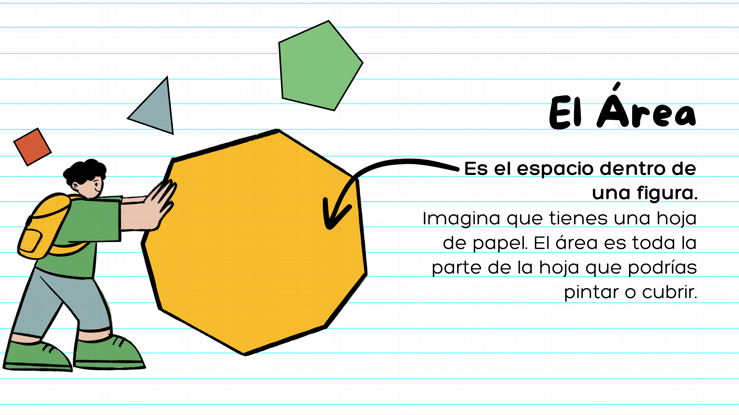 El Área
Es el espacio dentro de
una figura.
Imagina que tienes una hoja
de papel. El área es toda la
parte de la hoja que podrías
pintar o cubrir.